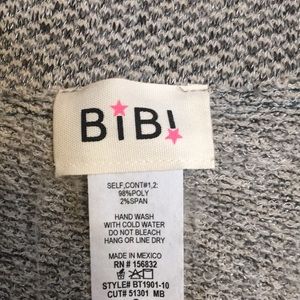 BiBi
SELF,CONT#1,2:
98%POLY
2%SPAN
HAND WASH
WITH COLD WATER
DO NOT BLEACH
HANG OR LINE DRY
MADE IN MEXICO
RN # 156832
STYLE# BT1901-10
CUT# 51301 MB